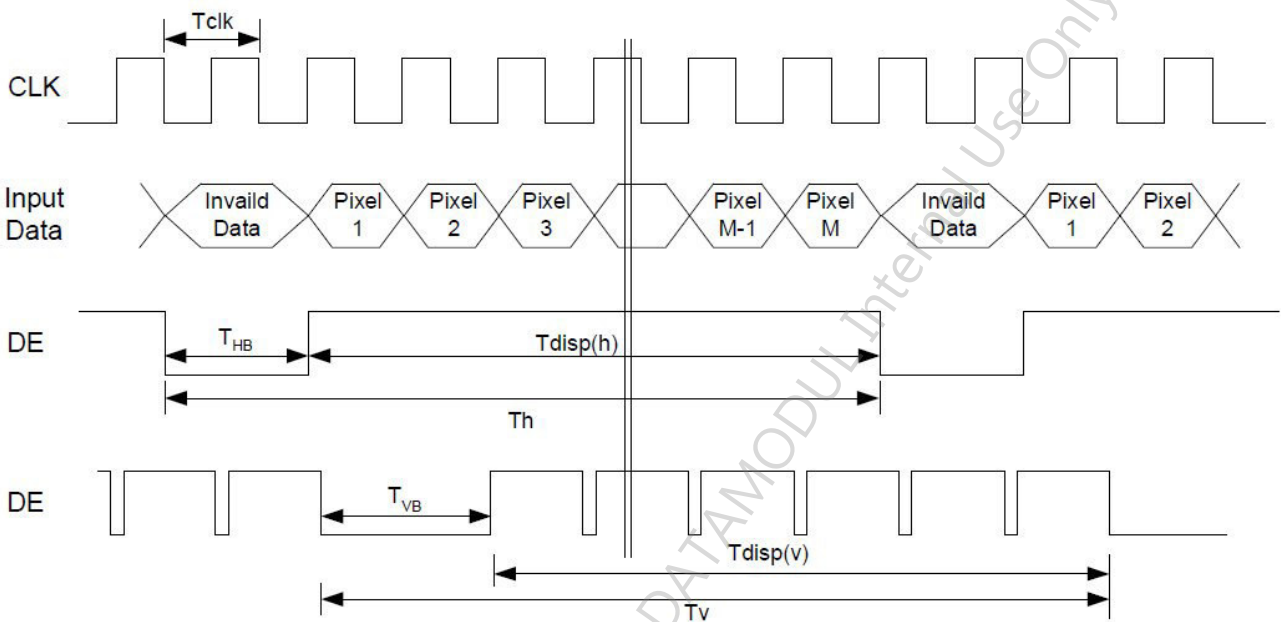 Tclk
CLK
Input
Data
Invaild
Data
Pixel
1
Pixel
2
Pixel
3
Pixel
M-1
Pixel
M
Invaild
Data
Pixel
1
Pixel
2
DE
THB
Tdisp(h)
Th
DE
TVB
Tdisp(v)
Tv
DATAMODUL Internal Use Only